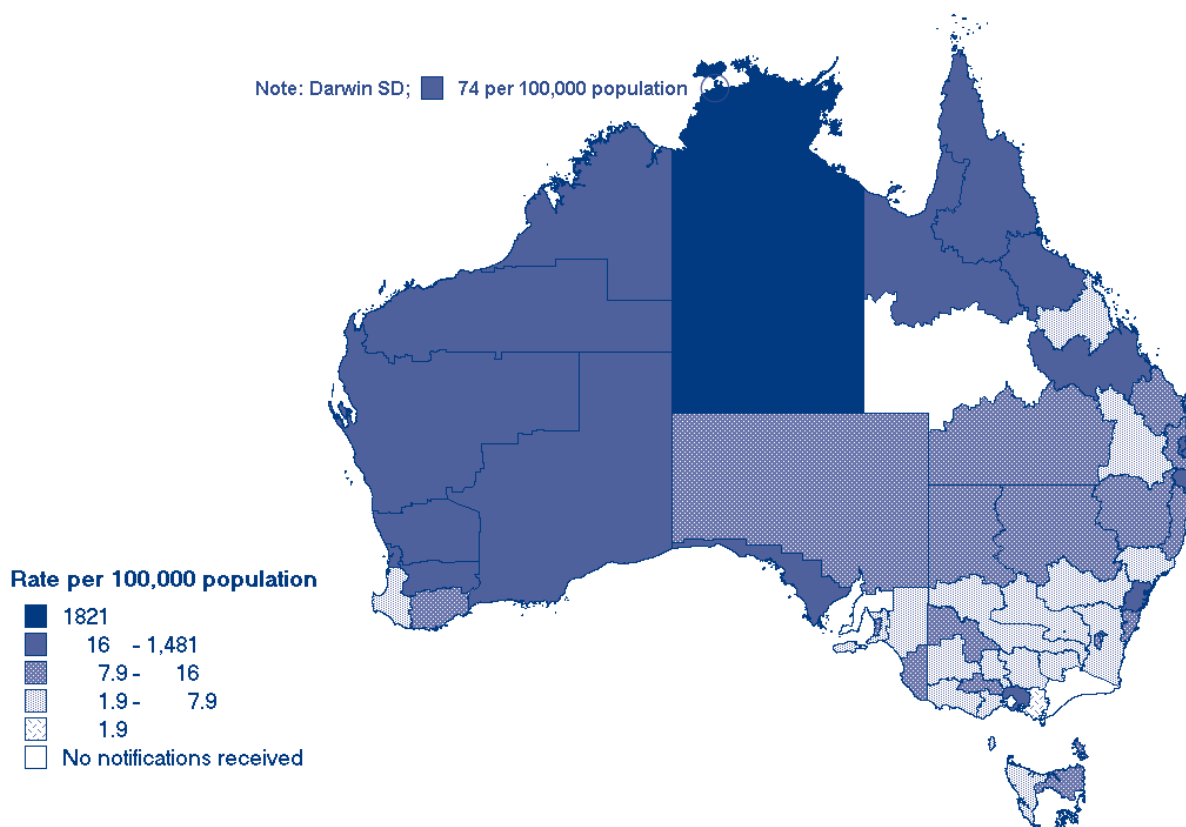 Note: Darwin SD; 74 per 100,000 population
Rate per 100,000 population
1821
16 - 1,481
7.9 - 16
1.9 - 7.9
1.9
No notifications received